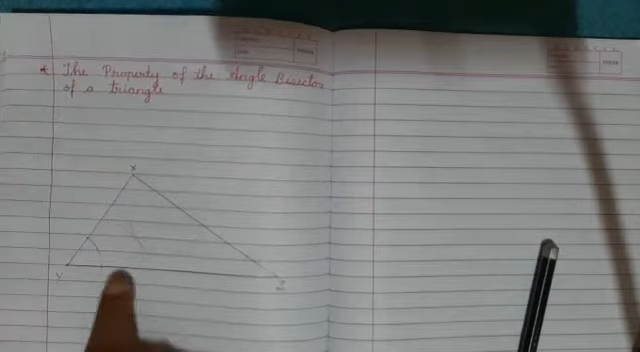 * The Property of the Angle Bisector
of a triangle
X
Y
Z